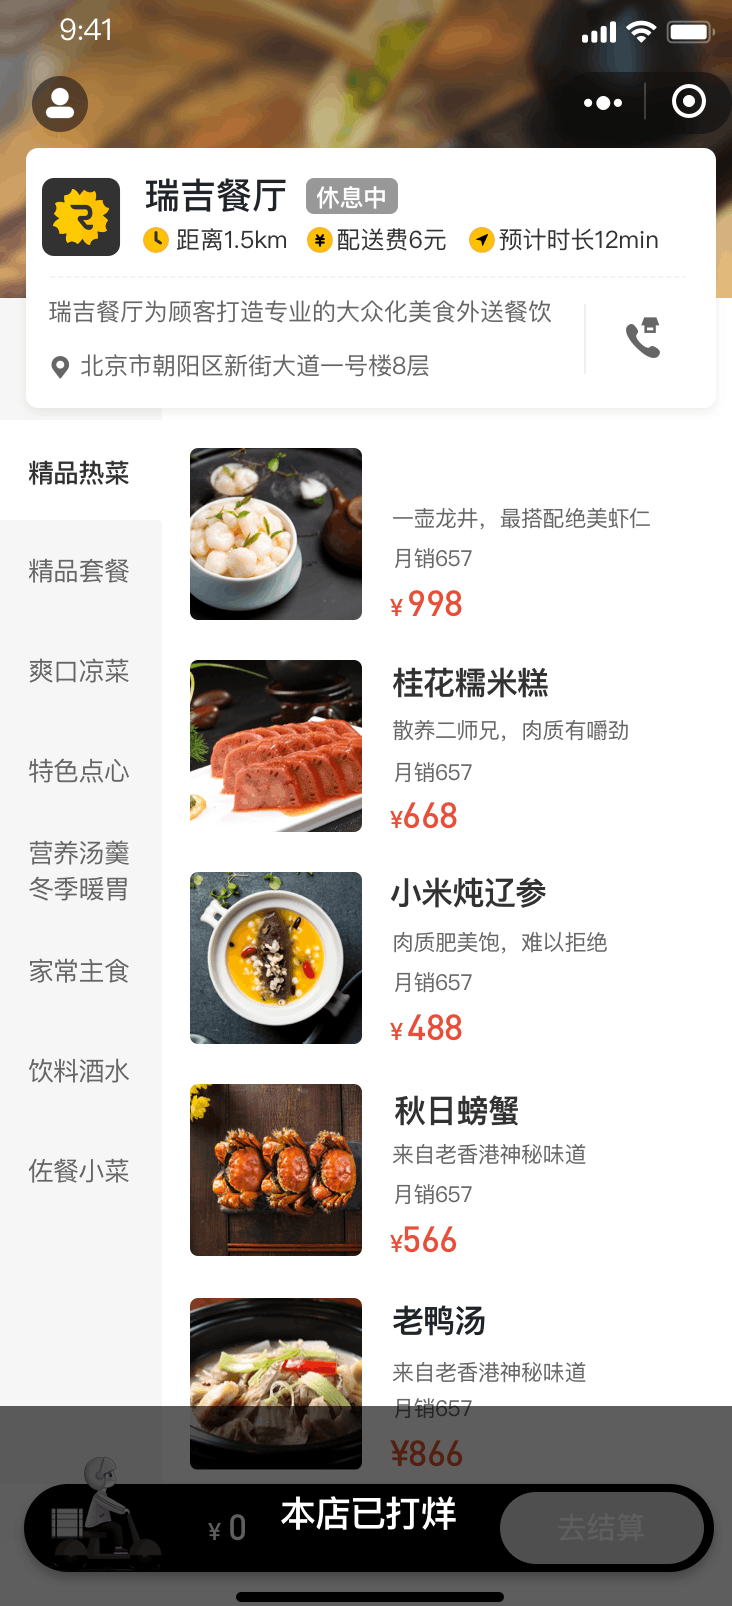 9:41
瑞吉餐厅 休息中
距离1.5km ¥配送费6元 预计时长12min
瑞吉餐厅为顾客打造专业的大众化美食外送餐饮
北京市朝阳区新街大道一号楼8层
精品热菜
精品套餐
爽口凉菜
特色点心
营养汤羹
冬季暖胃
家常主食
饮料酒水
佐餐小菜
一壶龙井，最搭配绝美虾仁
月销657
¥998
桂花糯米糕
散养二师兄，肉质有嚼劲
月销657
¥668
小米炖辽参
肉质肥美饱，难以拒绝
月销657
¥488
秋日螃蟹
来自老香港神秘味道
月销657
¥566
老鸭汤
来自老香港神秘味道
月销657
¥866
¥0 本店已打烊 去结算